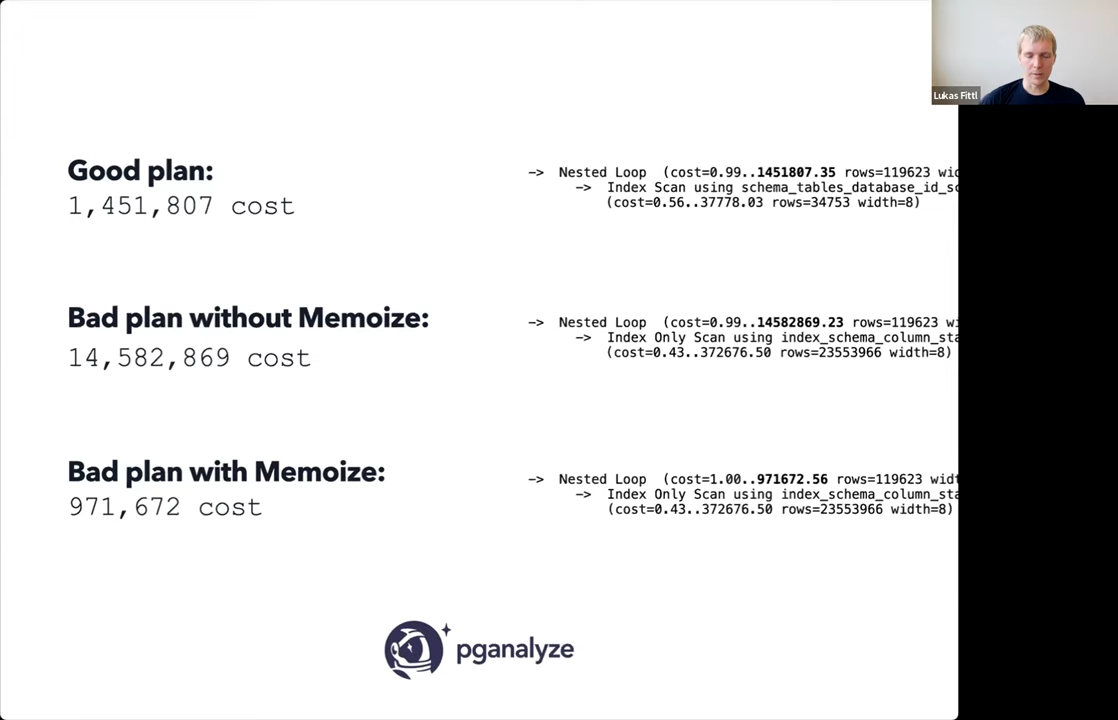 Lukas Fittl
Good plan:
1,451,807 cost
-> Nested Loop (cost=0.99..1451807.35 rows=119623
-> Index Scan using
(cost=0.56..37778.03 rows=34753 width=8)
Bad plan without Memoize:
14,582,869 cost
-> Nested Loop (cost=0.99..14582869.23 rows=119623
-> Index Only Scan using
(cost=0.43..372676.50 rows=23553966 width=8)
Bad plan with Memoize:
971,672 cost
-> Nested Loop (cost=1.00..971672.56 rows=119623
-> Index Only Scan using
(cost=0.43..372676.50 rows=23553966 width=8)
pganalyze